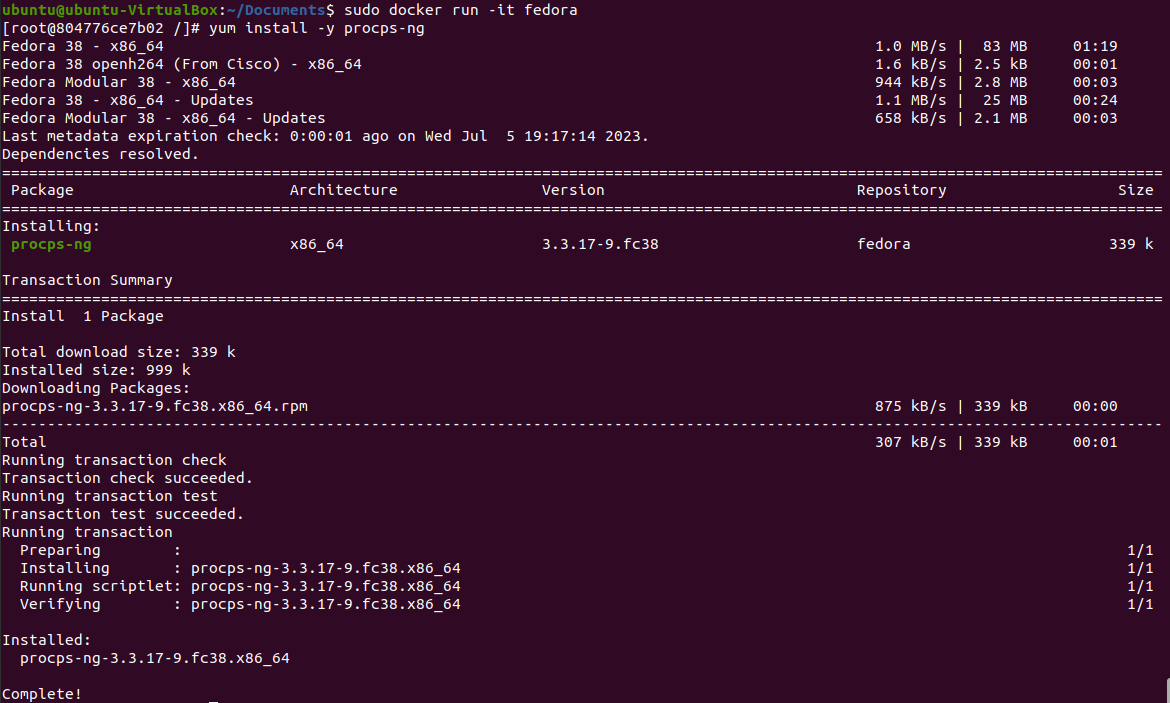 ubuntu@ubuntu-VirtualBox:~/Documents$ sudo docker run -it fedora
[root@804776ce7b02 /]# yum install -y procps-ng
Fedora 38 - x86_64 1.0 MB/s | 83 MB 01:19
Fedora 38 openh264 (From Cisco) - x86_64 1.6 kB/s | 2.5 kB 00:01
Fedora Modular 38 - x86_64 944 kB/s | 2.8 MB 00:03
Fedora 38 - x86_64 - Updates 1.1 MB/s | 25 MB 00:24
Fedora Modular 38 - x86_64 - Updates 658 kB/s | 2.1 MB 00:03
Last metadata expiration check: 0:00:01 ago on Wed Jul  5 19:17:14 2023.
Dependencies resolved.
=================================================================================================================================
Package Architecture Version Repository Size
=================================================================================================================================
Installing:
procps-ng x86_64 3.3.17-9.fc38 fedora 339 k

Transaction Summary
=================================================================================================================================
Install  1 Package

Total download size: 339 k
Installed size: 999 k
Downloading Packages:
procps-ng-3.3.17-9.fc38.x86_64.rpm 875 kB/s | 339 kB 00:00
---------------------------------------------------------------------------------------------------------------------------------
Total 307 kB/s | 339 kB 00:01
Running transaction check
Transaction check succeeded.
Running transaction test
Transaction test succeeded.
Running transaction
Preparing : 1/1
Installing : procps-ng-3.3.17-9.fc38.x86_64 1/1
Running scriptlet: procps-ng-3.3.17-9.fc38.x86_64 1/1
Verifying : procps-ng-3.3.17-9.fc38.x86_64 1/1

Installed:
procps-ng-3.3.17-9.fc38.x86_64

Complete!